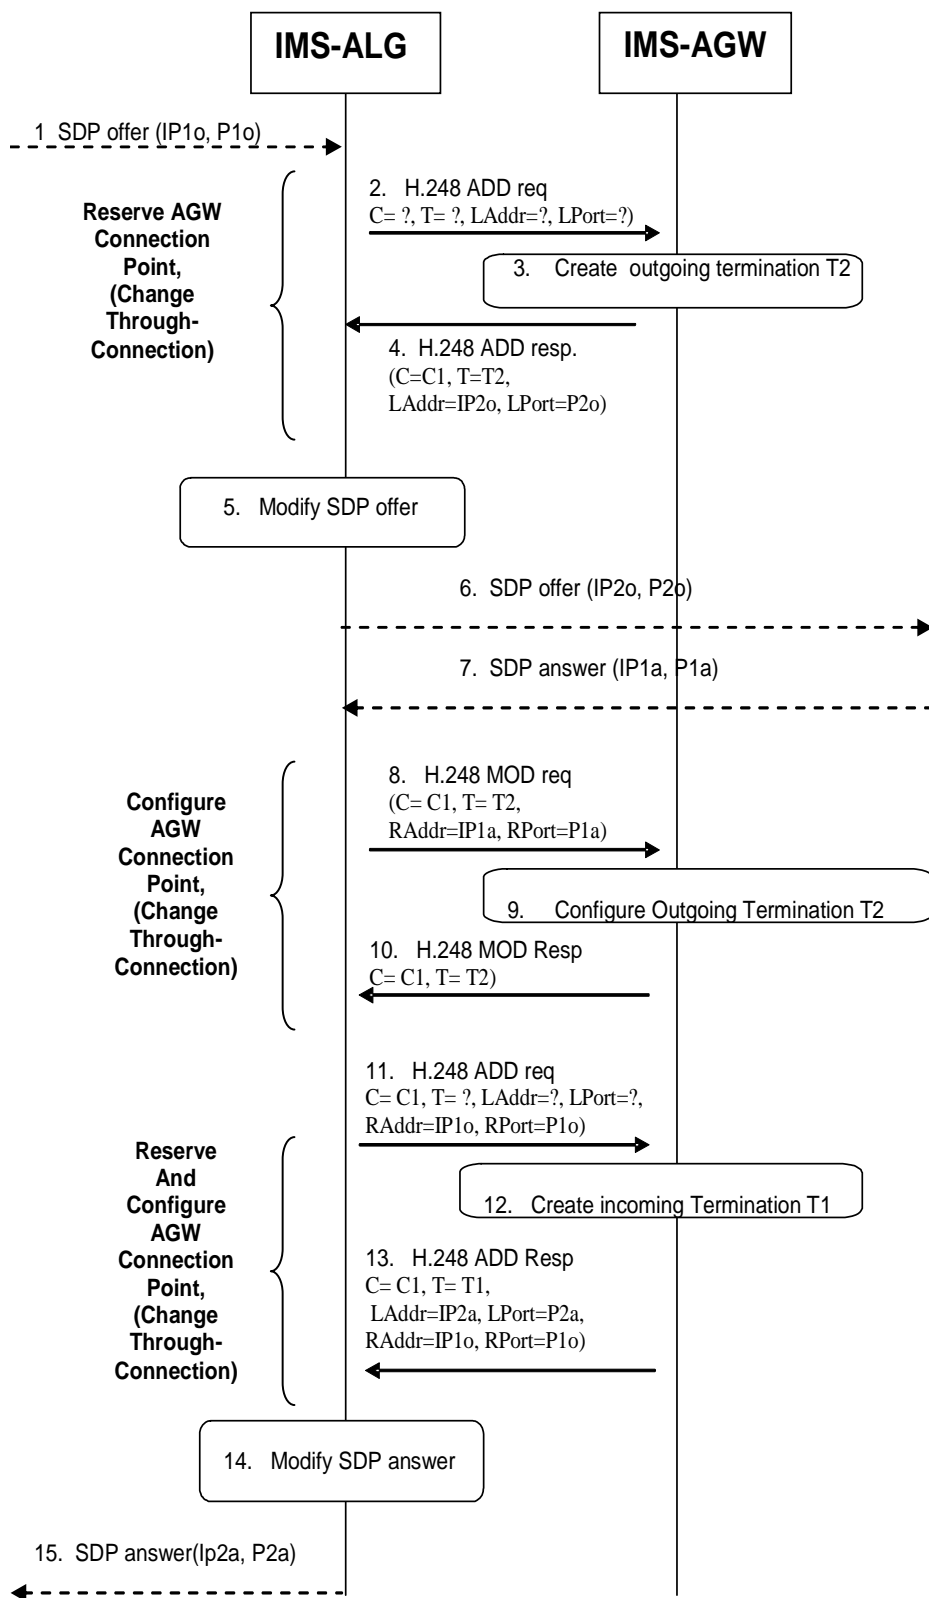 IMS-ALG
IMS-AGW
1 SDP offer (IP1o, P1o)
2. H.248 ADD req
C= ?, T= ?, LAddr=?, LPort=?)
Reserve AGW
Connection
Point,
(Change
Through-
Connection)
3. Create outgoing termination T2
4. H.248 ADD resp.
(C=C1, T=T2,
LAddr=IP2o, LPort=P2o)
5. Modify SDP offer
6. SDP offer (IP2o, P2o)
7. SDP answer (IP1a, P1a)
8. H.248 MOD req
(C= C1, T= T2,
RAddr=IP1a, RPort=P1a)
Configure
AGW
Connection
Point,
(Change
Through-
Connection)
9. Configure Outgoing Termination T2
10. H.248 MOD Resp
C= C1, T= T2)
11. H.248 ADD req
C= C1, T= ?, LAddr=?, LPort=?,
RAddr=IP1o, RPort=P1o)
Reserve
And
Configure
AGW
Connection
Point,
(Change
Through-
Connection)
12. Create incoming Termination T1
13. H.248 ADD Resp
C= C1, T= T1,
LAddr=IP2a, LPort=P2a,
RAddr=IP1o, RPort=P1o)
14. Modify SDP answer
15. SDP answer(Ip2a, P2a)